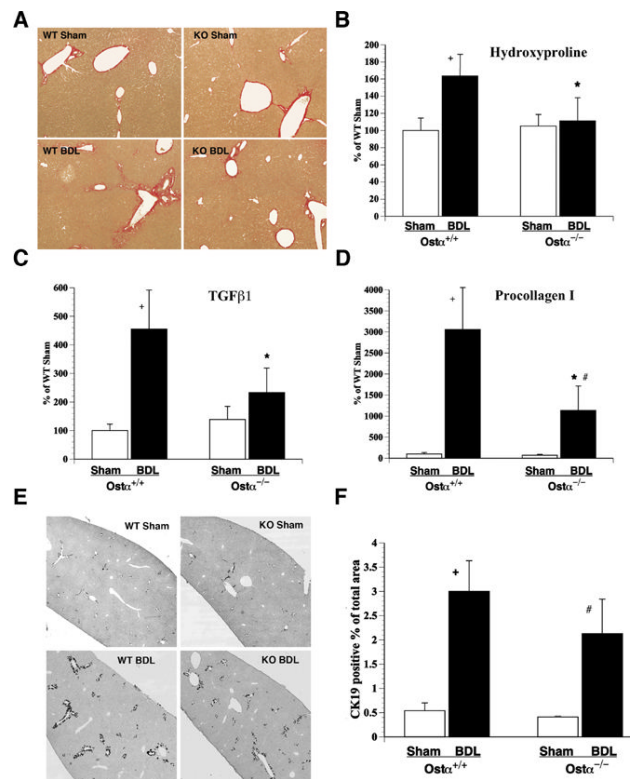 A
WT Sham
KO Sham
WT BDL
KO BDL
B
Hydroxyproline
% of WT Sham
180
160
140
120
100
80
60
40
20
0
+
*
Sham BDL Sham BDL
Ostα+/+ Ostα−/−
C
TGFβ1
% of WT Sham
600
500
400
300
200
100
0
+
*
Sham BDL Sham BDL
Ostα+/+ Ostα−/−
D
Procollagen I
% of WT Sham
4000
3500
3000
2500
2000
1500
1000
500
0
+
* #
Sham BDL Sham BDL
Ostα+/+ Ostα−/−
E
WT Sham
KO Sham
WT BDL
KO BDL
F
CK19 positive % of total area
4
3.5
3
2.5
2
1.5
1
0.5
0
+
#
Sham BDL Sham BDL
Ostα+/+ Ostα−/−